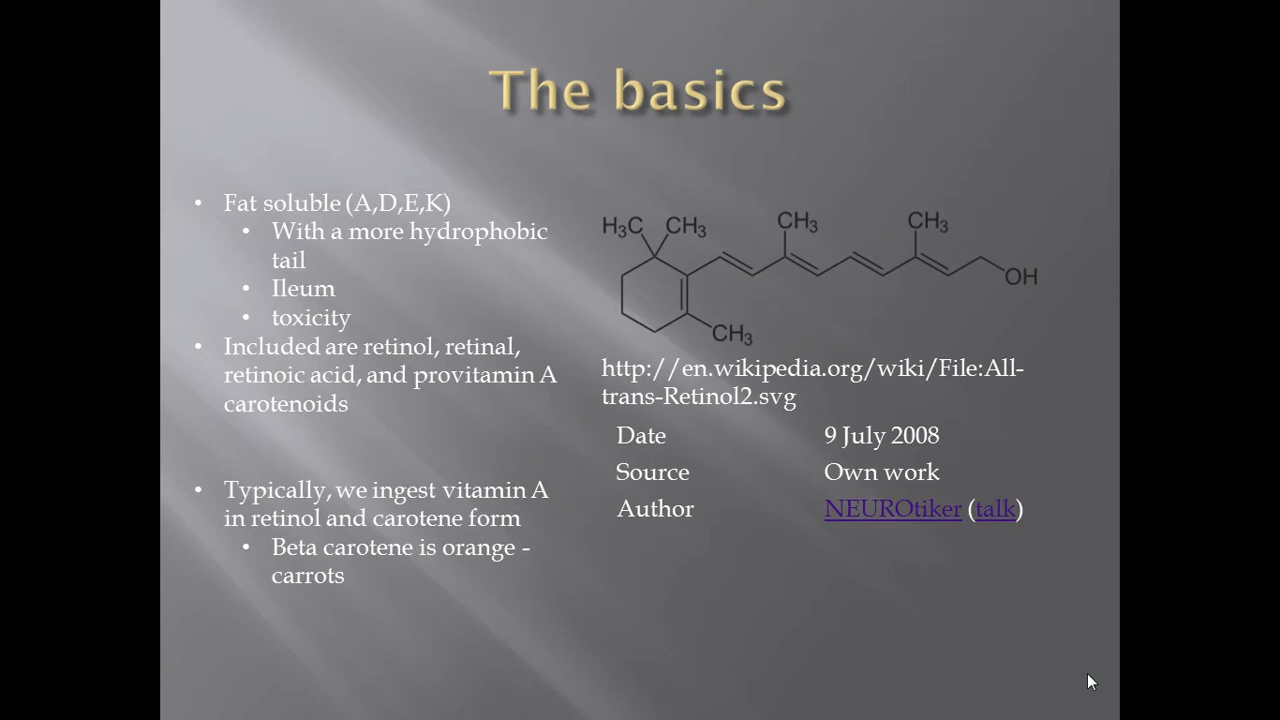 The basics
• Fat soluble (A,D,E,K)
• With a more hydrophobic
tail
• Ileum
• toxicity
• Included are retinol, retinal,
retinoic acid, and provitamin A
carotenoids
• Typically, we ingest vitamin A
in retinol and carotene form
• Beta carotene is orange -
carrots
H₃C CH₃ CH₃ CH₃
OH
CH₃
http://en.wikipedia.org/wiki/File:All-
trans-Retinol2.svg
Date 9 July 2008
Source Own work
Author NEUROtiker (talk)